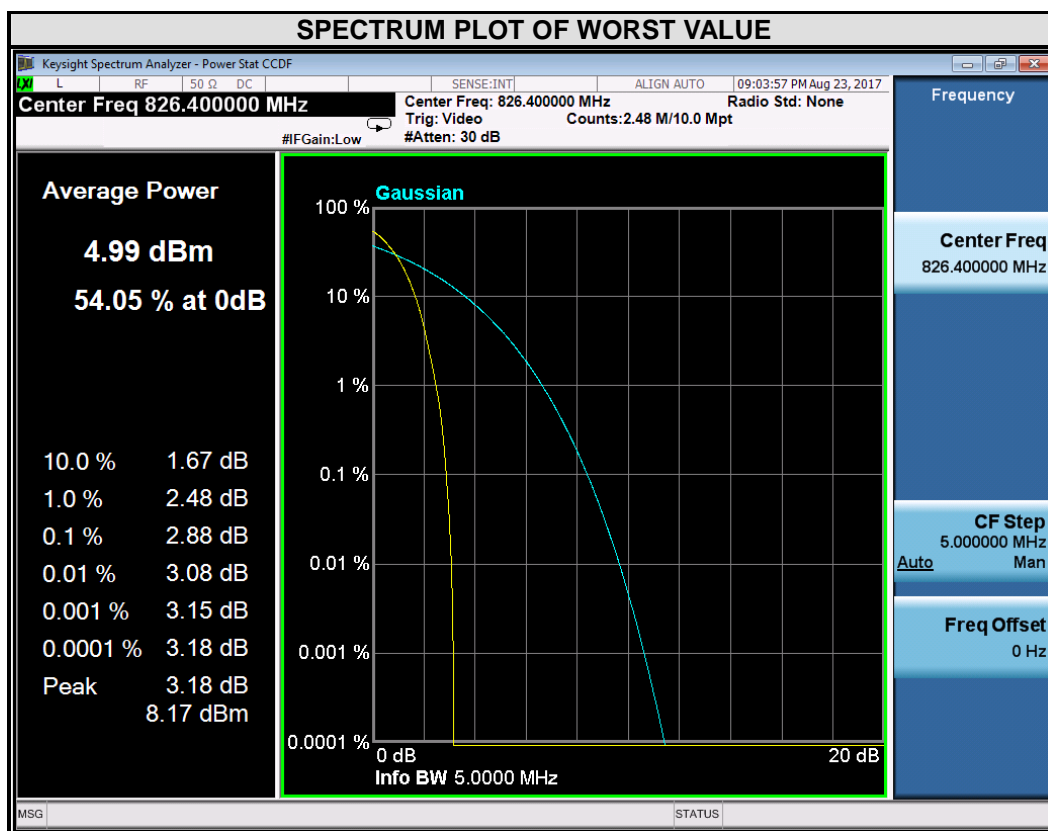 SPECTRUM PLOT OF WORST VALUE
Keysight Spectrum Analyzer - Power Stat CCDF
LXI L RF 50 Ω DC SENSE:INT ALIGN AUTO 09:03:57 PM Aug 23, 2017
Center Freq 826.400000 MHz
Center Freq: 826.400000 MHz Radio Std: None
Trig: Video Counts:2.48 M/10.0 Mpt
#IFGain:Low #Atten: 30 dB
Frequency
Average Power
4.99 dBm
54.05 % at 0dB
10.0 % 1.67 dB
1.0 % 2.48 dB
0.1 % 2.88 dB
0.01 % 3.08 dB
0.001 % 3.15 dB
0.0001 % 3.18 dB
Peak 3.18 dB
8.17 dBm
Gaussian
100 %
10 %
1 %
0.1 %
0.01 %
0.001 %
0.0001 %
0 dB 20 dB
Info BW 5.0000 MHz
Center Freq
826.400000 MHz
CF Step
5.000000 MHz
Auto Man
Freq Offset
0 Hz
MSG STATUS